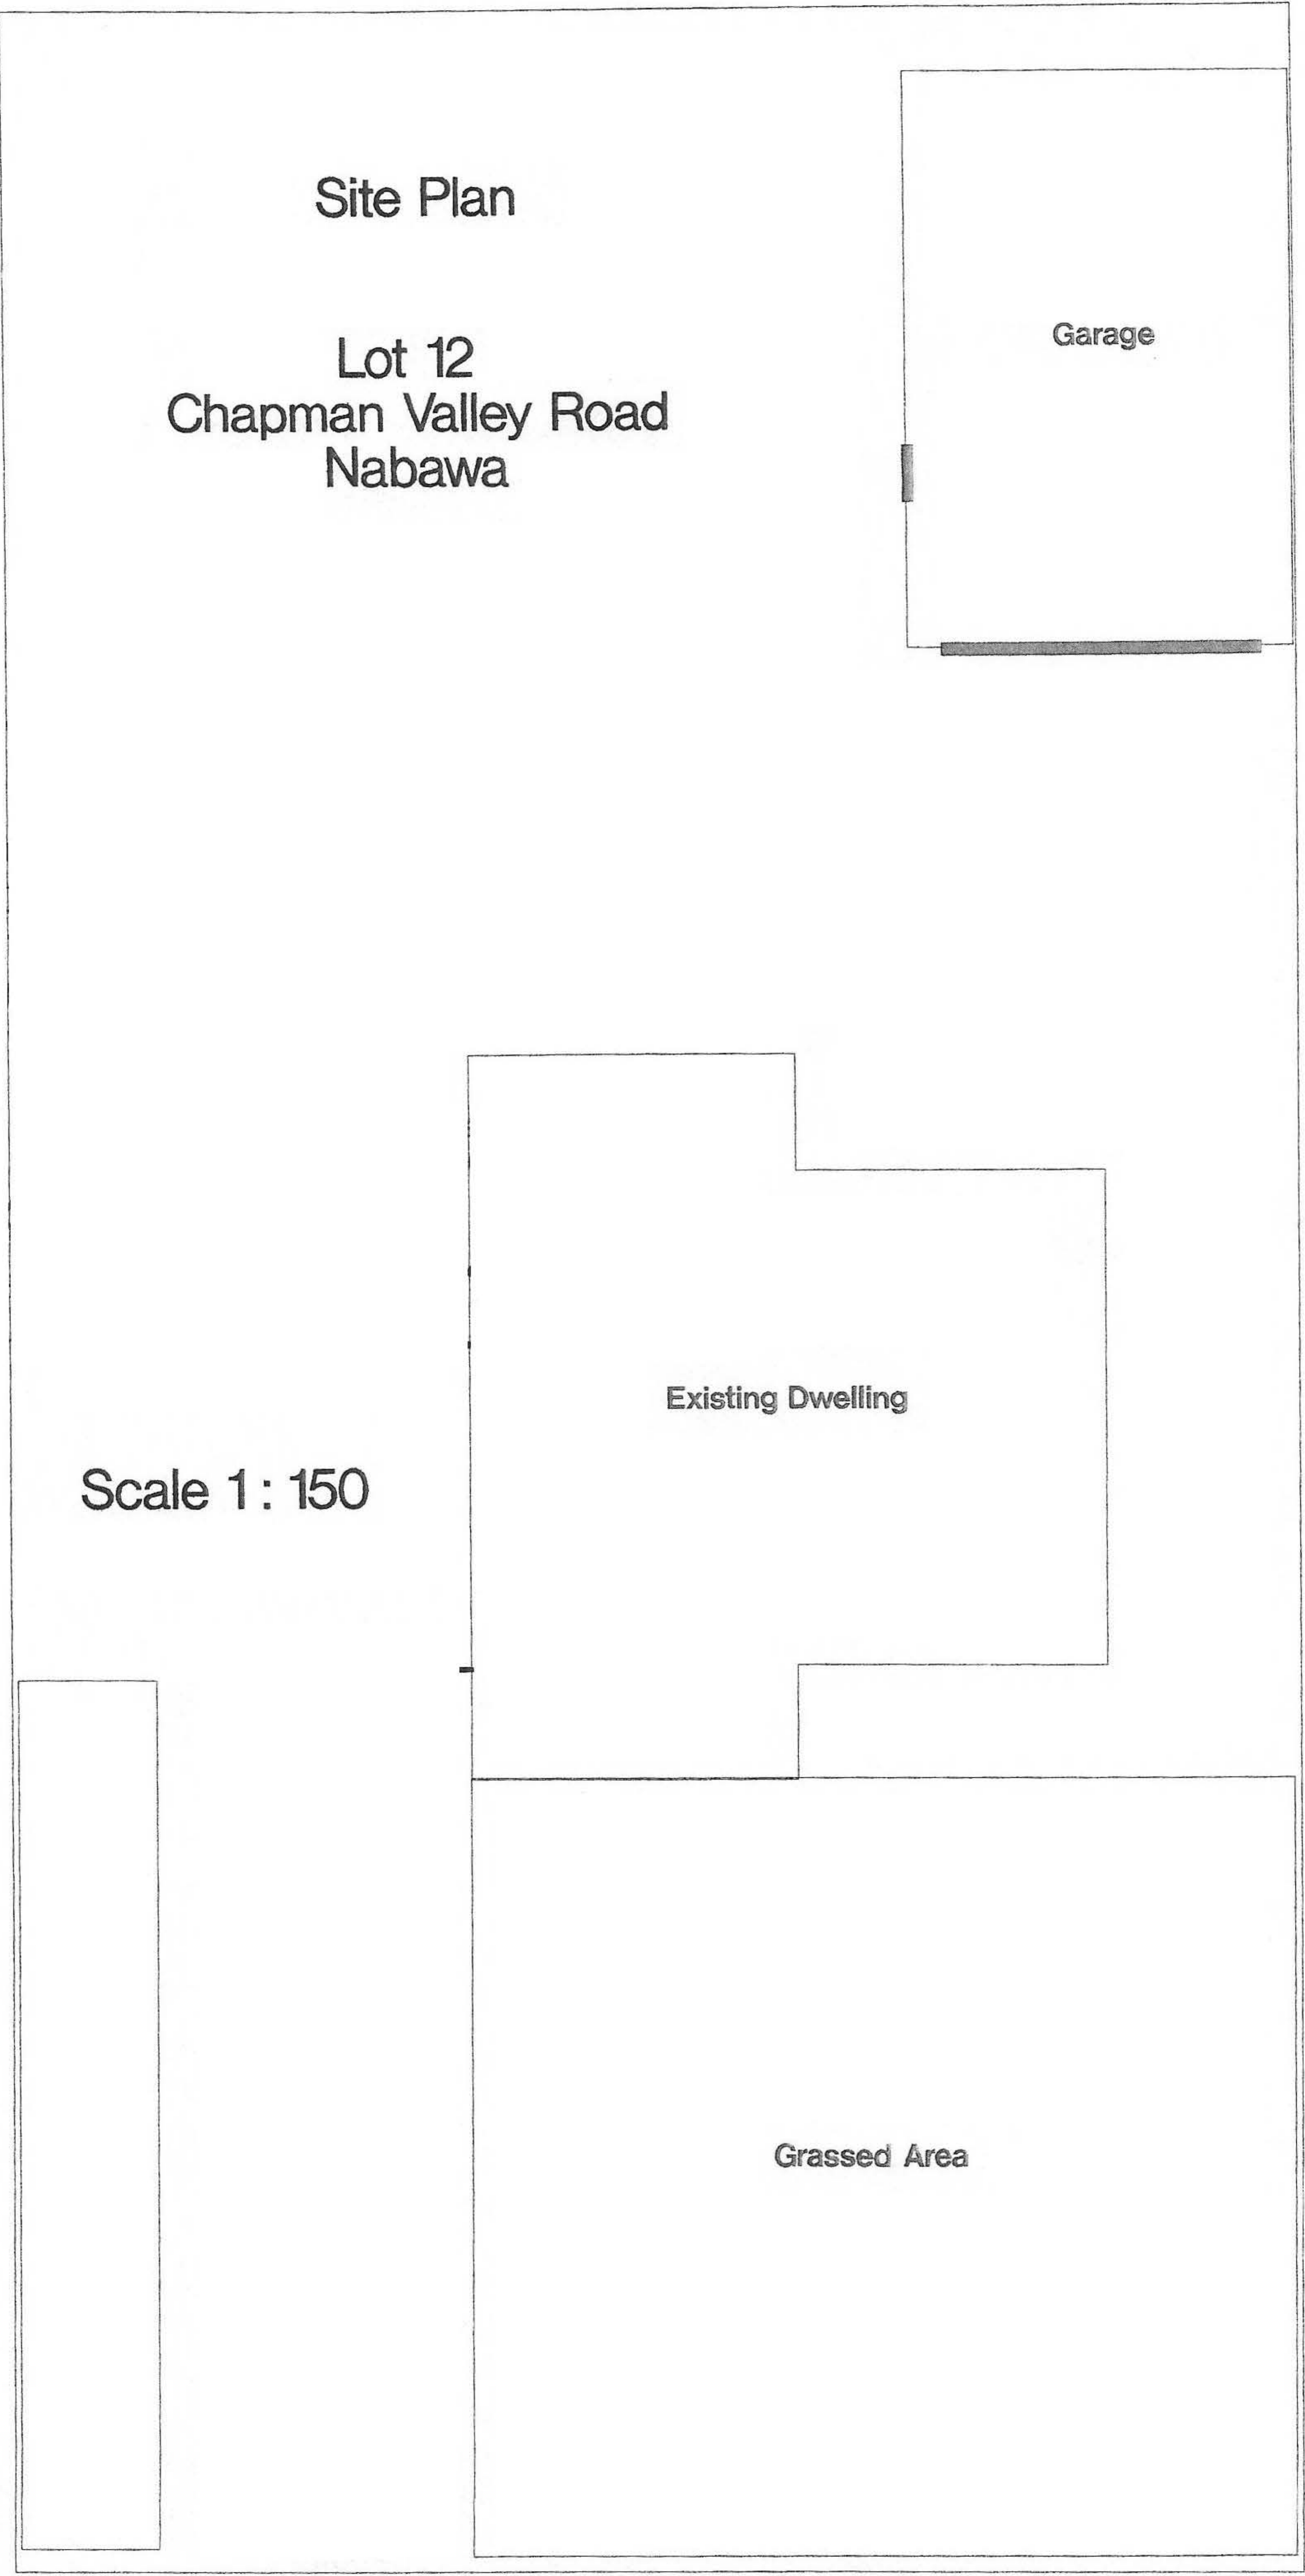 Site Plan
Lot 12
Chapman Valley Road
Nabawa
Garage
Existing Dwelling
Scale 1 : 150
Grassed Area